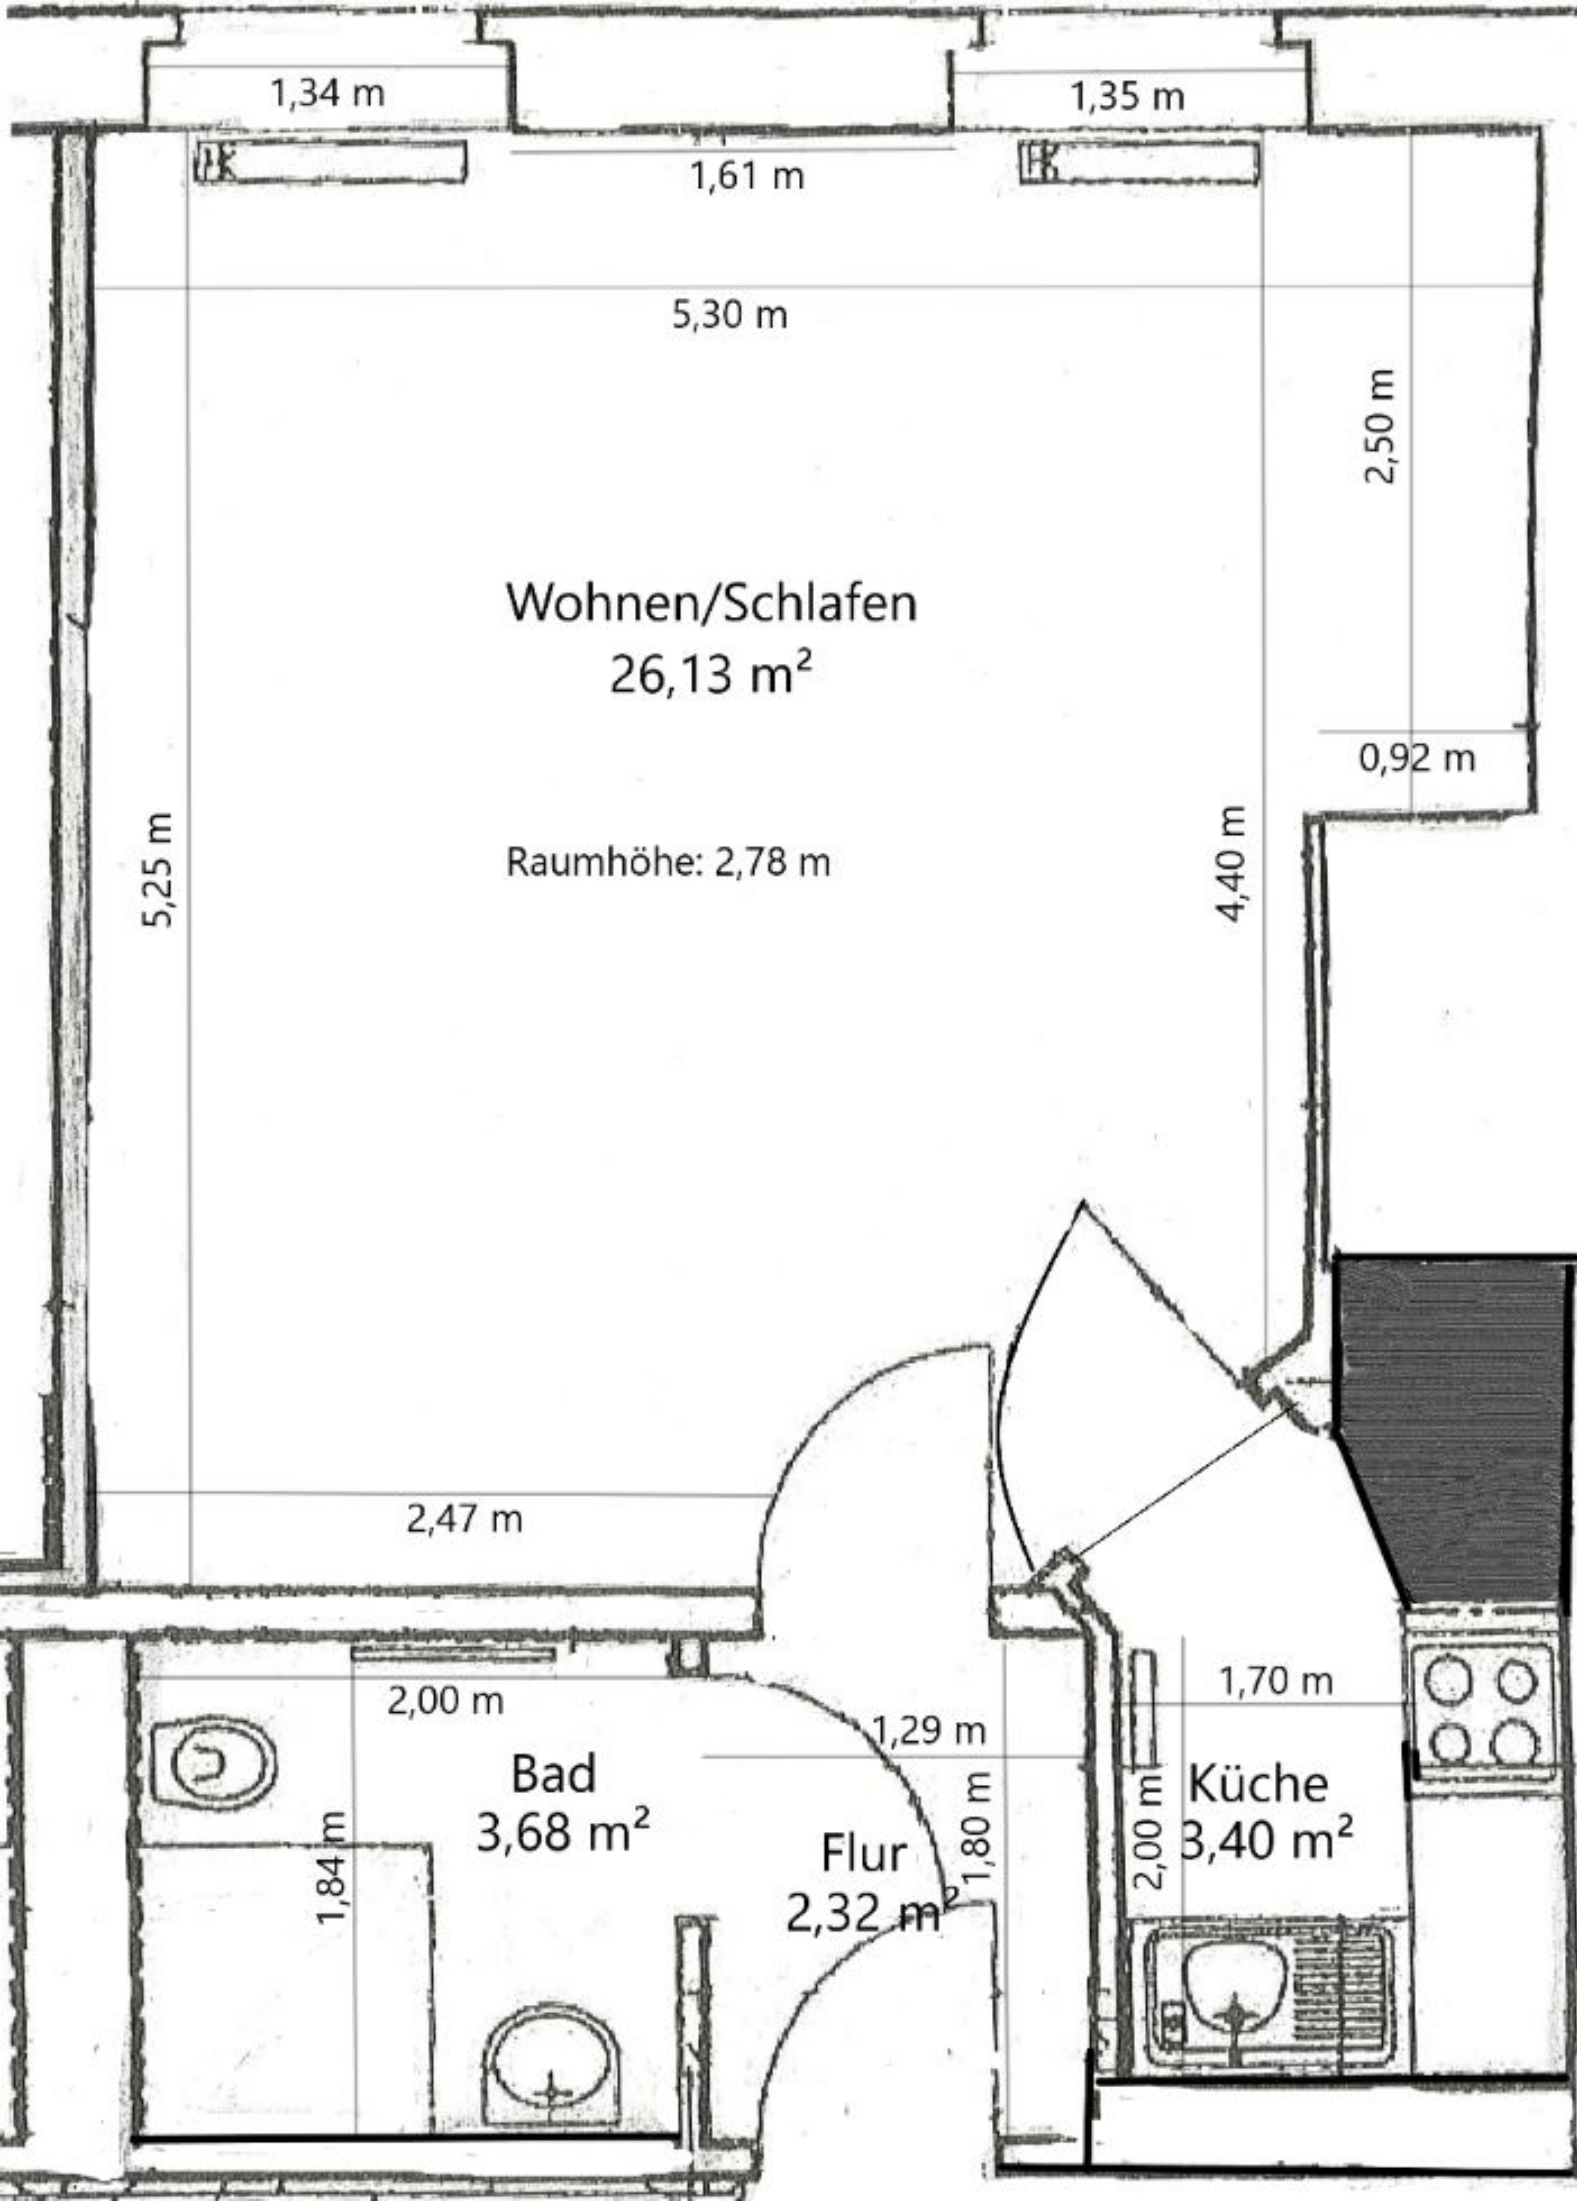 1,34 m
1,35 m
HK
1,61 m
HK
5,30 m
2,50 m
Wohnen/Schlafen
26,13 m²
0,92 m
5,25 m
Raumhöhe: 2,78 m
4,40 m
2,47 m
2,00 m
1,70 m
1,29 m
Bad
3,68 m²
1,84 m
Flur
2,32 m²
1,80 m
2,00 m
Küche
3,40 m²